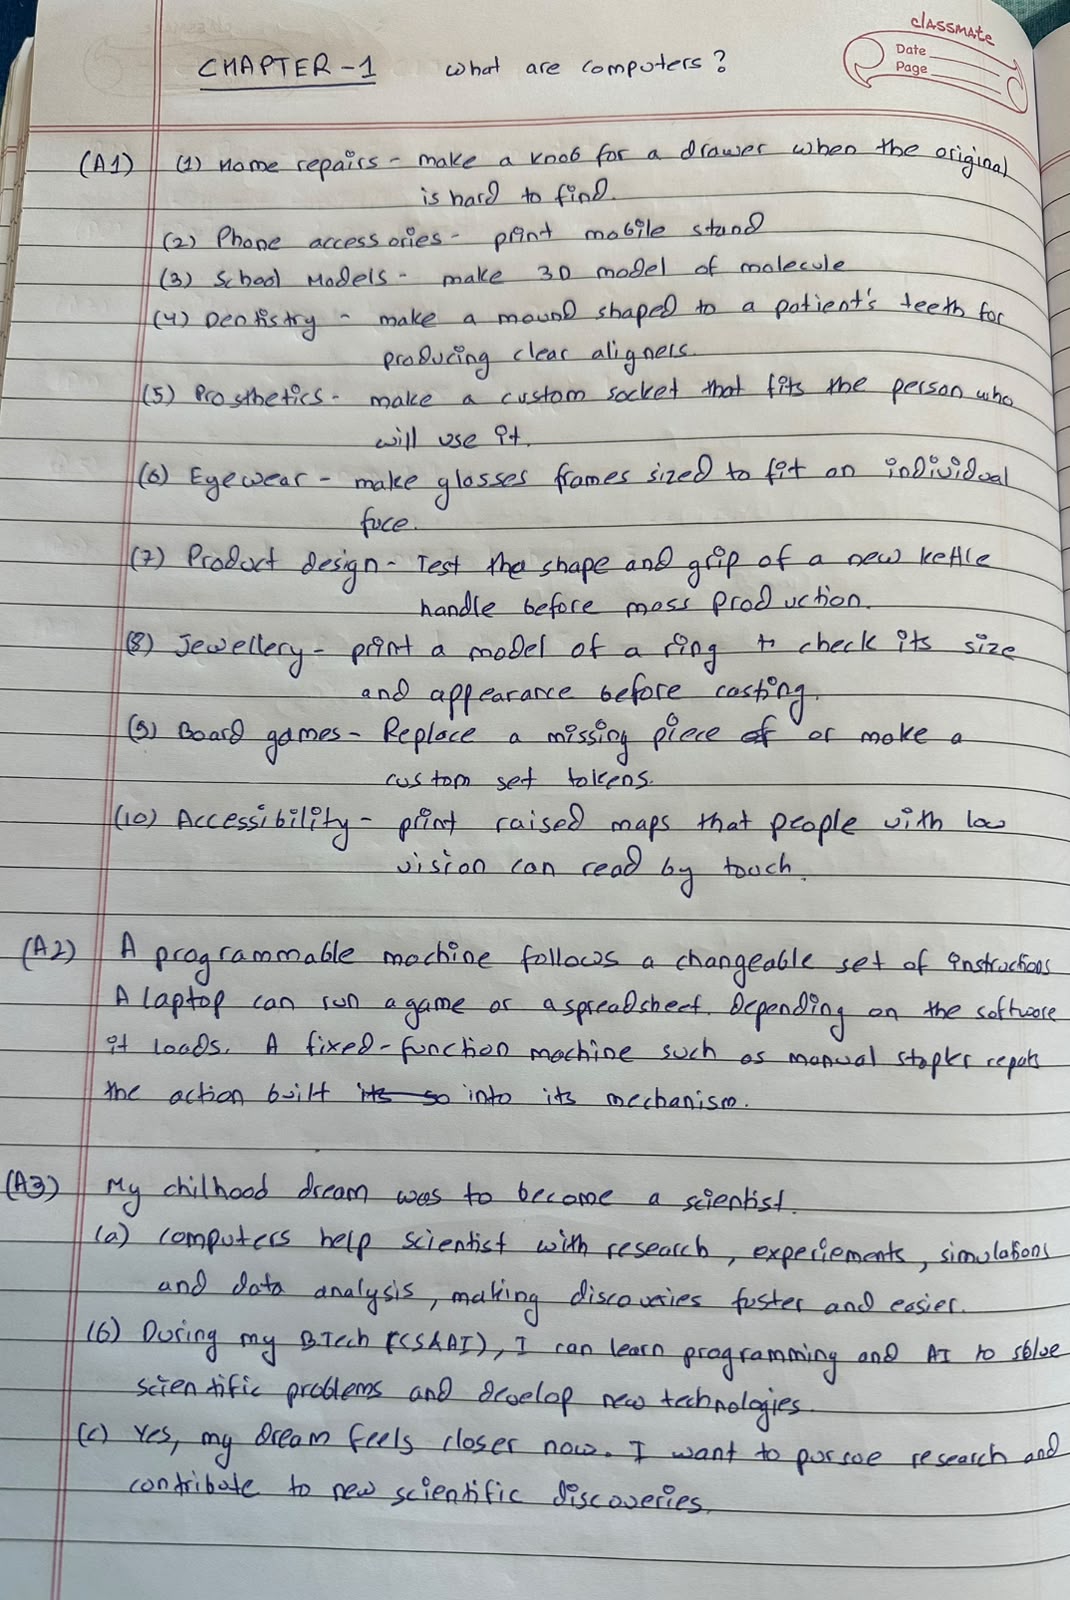 classmate
Date
Page
CHAPTER-1 What are computers?
(A1) (1) Home repairs - make a knob for a drawer when the original
is hard to find.
(2) Phone accessories - print mobile stand
(3) School Models - make 3D model of molecule
(4) Dentistry - make a mound shaped to a patient's teeth for
producing clear aligners.
(5) Prosthetics - make a custom socket that fits the person who
will use it.
(6) Eyewear - make glasses frames sized to fit an individual
face.
(7) Product design - Test the shape and grip of a new kettle
handle before mass production.
(8) Jewellery - print a model of a ring to check its size
and appearance before casting.
(9) Board games - Replace a missing piece of or make a
custom set tokens.
(10) Accessibility - print raised maps that people with low
vision can read by touch.
(A2) A programmable machine follows a changeable set of instructions
A laptop can run a game or a spreadsheet. Depending on the software
it loads. A fixed-function machine such as manual stapler repeats
the action built its so into its mechanism.
(A3) My chilhood dream was to become a scientist.
(a) computers help scientist with research, experiements, simulations
and data analysis, making discoveries faster and easier.
(b) During my BTech (CSAAI), I can learn programming and AI to solve
scientific problems and develop new technologies.
(c) Yes, my dream feels closer now. I want to pursue research and
contribute to new scientific discoveries.